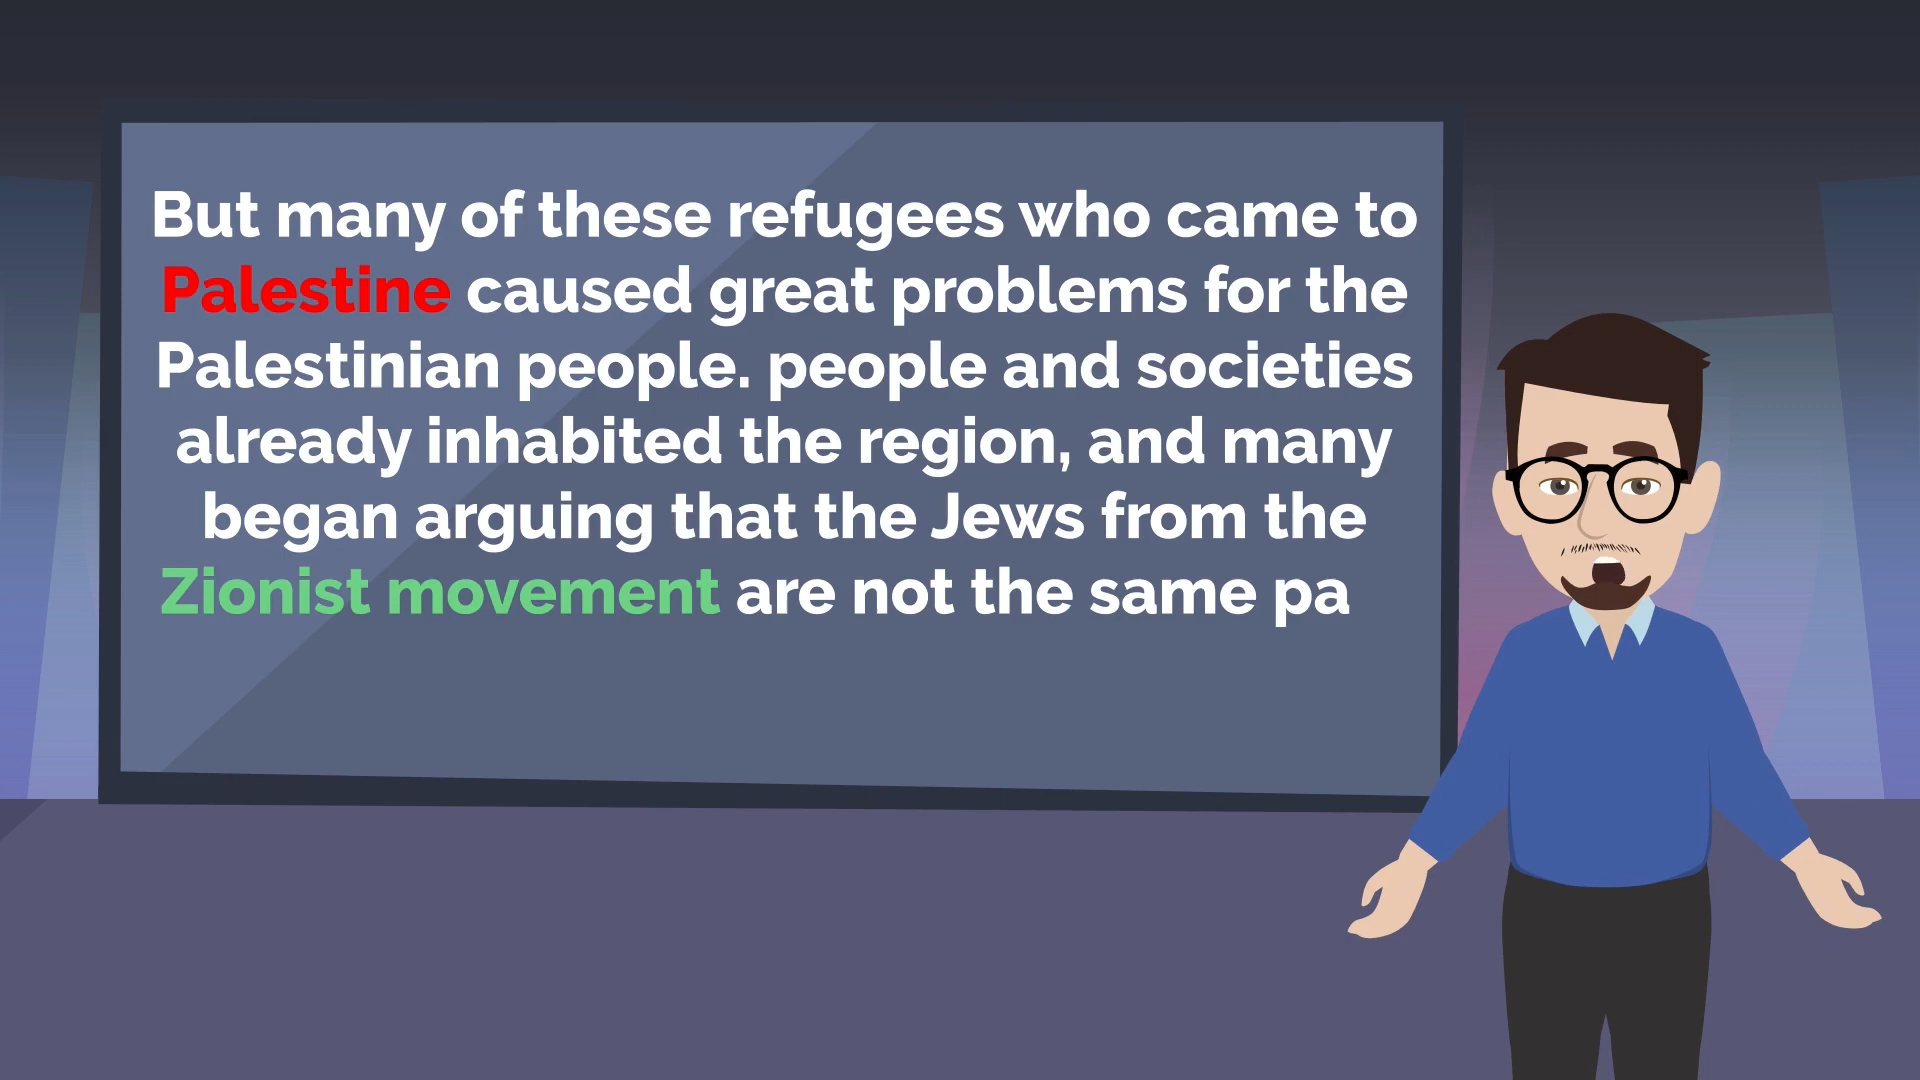 But many of these refugees who came to
Palestine caused great problems for the
Palestinian people. people and societies
already inhabited the region, and many
began arguing that the Jews from the
Zionist movement are not the same pa